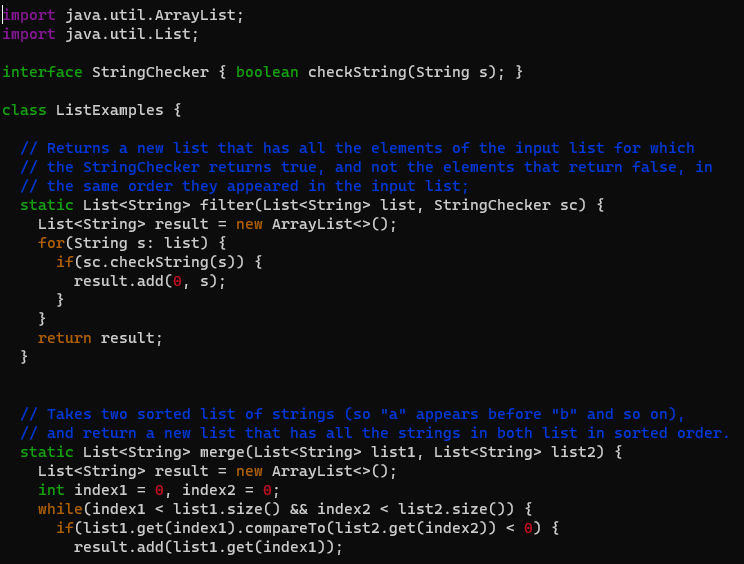 import java.util.ArrayList;
import java.util.List;

interface StringChecker { boolean checkString(String s); }

class ListExamples {

  // Returns a new list that has all the elements of the input list for which
  // the StringChecker returns true, and not the elements that return false, in
  // the same order they appeared in the input list;
  static List<String> filter(List<String> list, StringChecker sc) {
    List<String> result = new ArrayList<>();
    for(String s: list) {
      if(sc.checkString(s)) {
        result.add(0, s);
      }
    }
    return result;
  }


  // Takes two sorted list of strings (so "a" appears before "b" and so on),
  // and return a new list that has all the strings in both list in sorted order.
  static List<String> merge(List<String> list1, List<String> list2) {
    List<String> result = new ArrayList<>();
    int index1 = 0, index2 = 0;
    while(index1 < list1.size() && index2 < list2.size()) {
      if(list1.get(index1).compareTo(list2.get(index2)) < 0) {
        result.add(list1.get(index1));